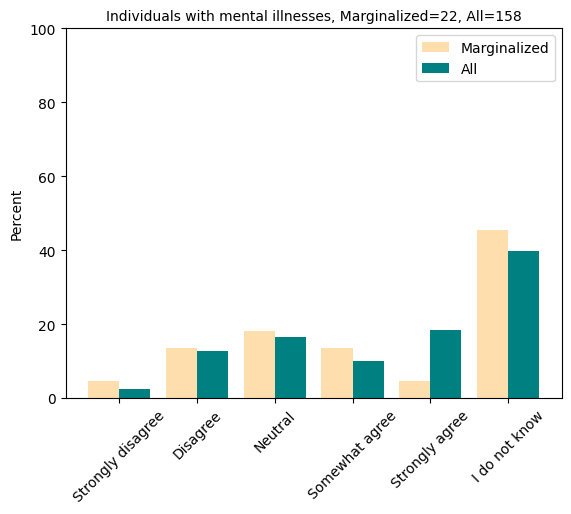 Individuals with mental illnesses, Marginalized=22, All=158
Marginalized
All
Percent
100
80
60
40
20
0
Strongly disagree
Disagree
Neutral
Somewhat agree
Strongly agree
I do not know